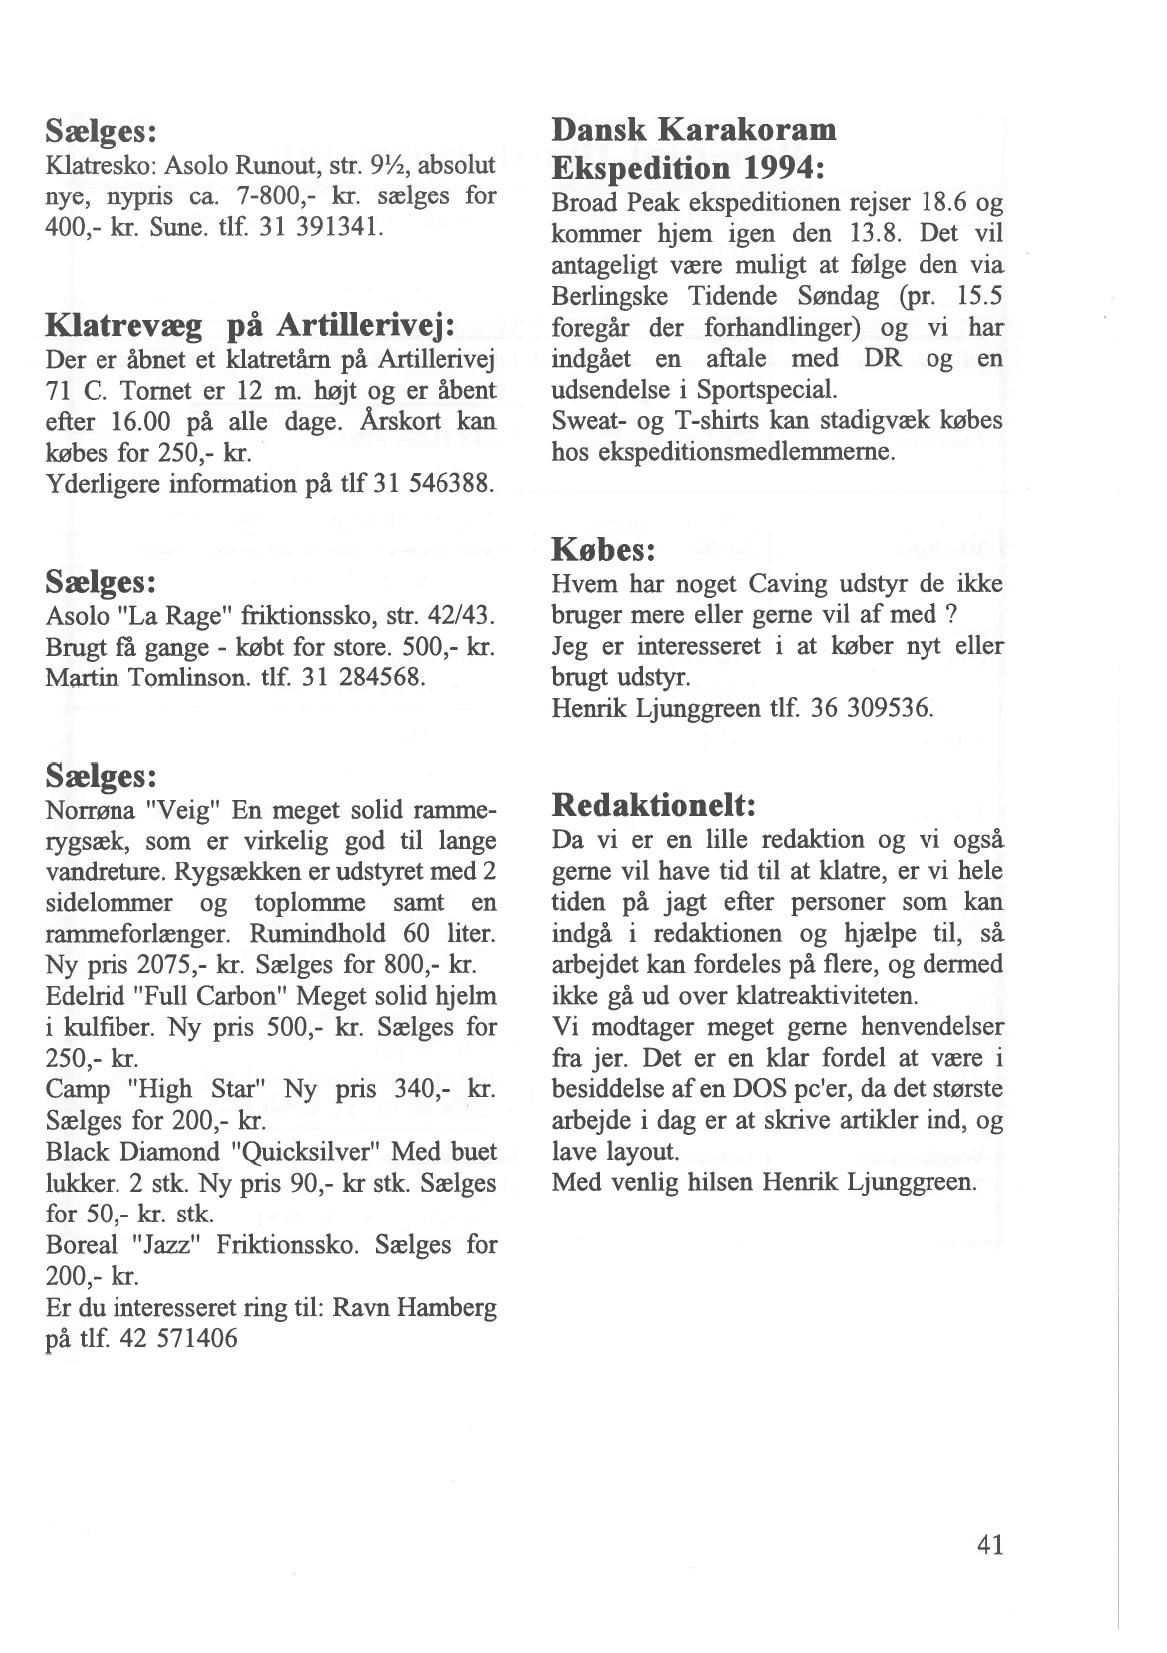 Sælges:
Klatresko: Asolo Runout, str. 9½, absolut
nye, nypris ca. 7-800,- kr. sælges for
400,- kr. Sune. tlf. 31 391341.
Klatrevæg på Artillerivej:
Der er åbnet et klatretårn på Artillerivej
71 C. Tornet er 12 m. højt og er åbent
efter 16.00 på alle dage. Årskort kan
købes for 250,- kr.
Yderligere information på tlf 31 546388.
Sælges:
Asolo "La Rage" friktionssko, str. 42/43.
Brugt få gange - købt for store. 500,- kr.
Martin Tomlinson. tlf. 31 284568.
Sælges:
Norrøna "Veig" En meget solid ramme-
rygsæk, som er virkelig god til lange
vandreture. Rygsækken er udstyret med 2
sidelommer og toplomme samt en
rammeforlænger. Rumindhold 60 liter.
Ny pris 2075,- kr. Sælges for 800,- kr.
Edelrid "Full Carbon" Meget solid hjelm
i kulfiber. Ny pris 500,- kr. Sælges for
250,- kr.
Camp "High Star" Ny pris 340,- kr.
Sælges for 200,- kr.
Black Diamond "Quicksilver" Med buet
lukker. 2 stk. Ny pris 90,- kr stk. Sælges
for 50,- kr. stk.
Boreal "Jazz" Friktionssko. Sælges for
200,- kr.
Er du interesseret ring til: Ravn Hamberg
på tlf. 42 571406
Dansk Karakoram
Ekspedition 1994:
Broad Peak ekspeditionen rejser 18.6 og
kommer hjem igen den 13.8. Det vil
antageligt være muligt at følge den via
Berlingske Tidende Søndag (pr. 15.5
foregår der forhandlinger) og vi har
indgået en aftale med DR og en
udsendelse i Sportspecial.
Sweat- og T-shirts kan stadigvæk købes
hos ekspeditionsmedlemmerne.
Købes:
Hvem har noget Caving udstyr de ikke
bruger mere eller gerne vil af med ?
Jeg er interesseret i at køber nyt eller
brugt udstyr.
Henrik Ljunggreen tlf. 36 309536.
Redaktionelt:
Da vi er en lille redaktion og vi også
gerne vil have tid til at klatre, er vi hele
tiden på jagt efter personer som kan
indgå i redaktionen og hjælpe til, så
arbejdet kan fordeles på flere, og dermed
ikke gå ud over klatreaktiviteten.
Vi modtager meget gerne henvendelser
fra jer. Det er en klar fordel at være i
besiddelse af en DOS pc'er, da det største
arbejde i dag er at skrive artikler ind, og
lave layout.
Med venlig hilsen Henrik Ljunggreen.
41